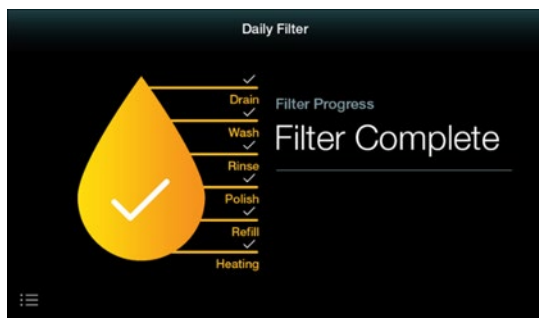 Daily Filter
Drain
Wash
Rinse
Polish
Refill
Heating
Filter Progress
Filter Complete